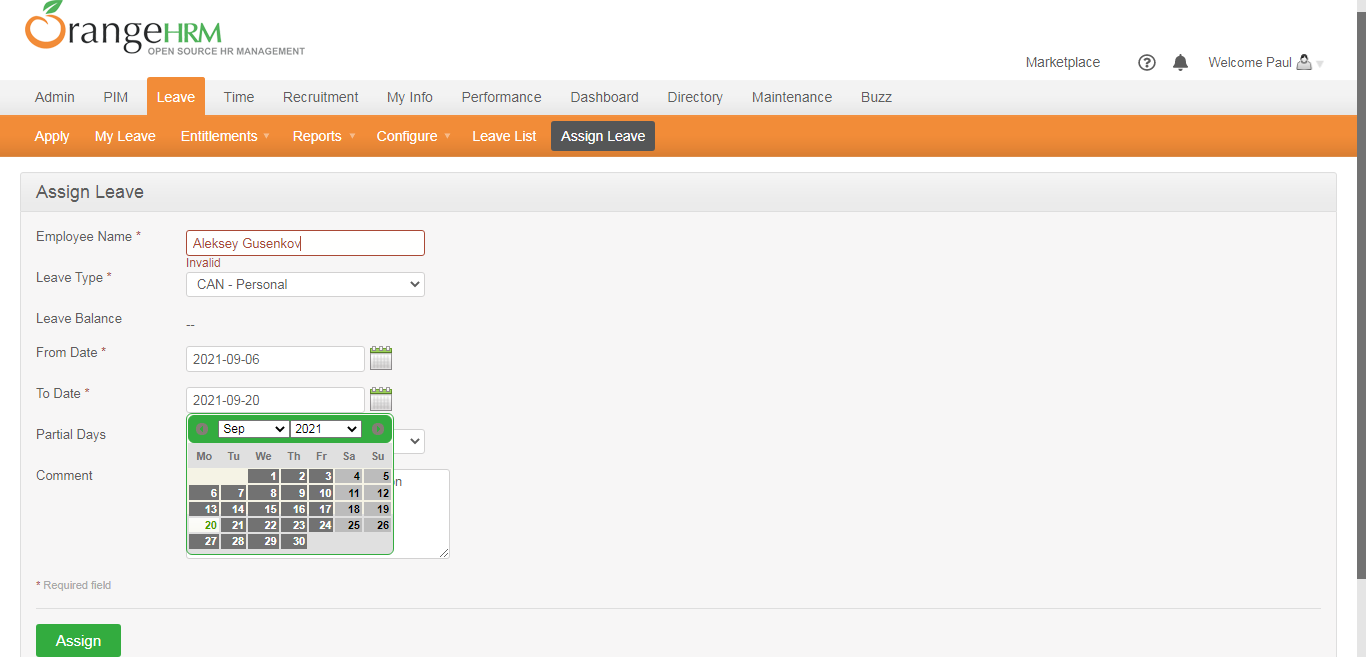 OrangeHRM
OPEN SOURCE HR MANAGEMENT
Marketplace ? Welcome Paul
Admin PIM Leave Time Recruitment My Info Performance Dashboard Directory Maintenance Buzz
Apply My Leave Entitlements Reports Configure Leave List Assign Leave
Assign Leave
Employee Name * Aleksey Gusenkov
Invalid
Leave Type * CAN - Personal
Leave Balance --
From Date * 2021-09-06
To Date * 2021-09-20
Sep 2021
Partial Days
Mo Tu We Th Fr Sa Su
Comment
1 2 3 4 5
6 7 8 9 10 11 12
13 14 15 16 17 18 19
20 21 22 23 24 25 26
27 28 29 30
* Required field
Assign